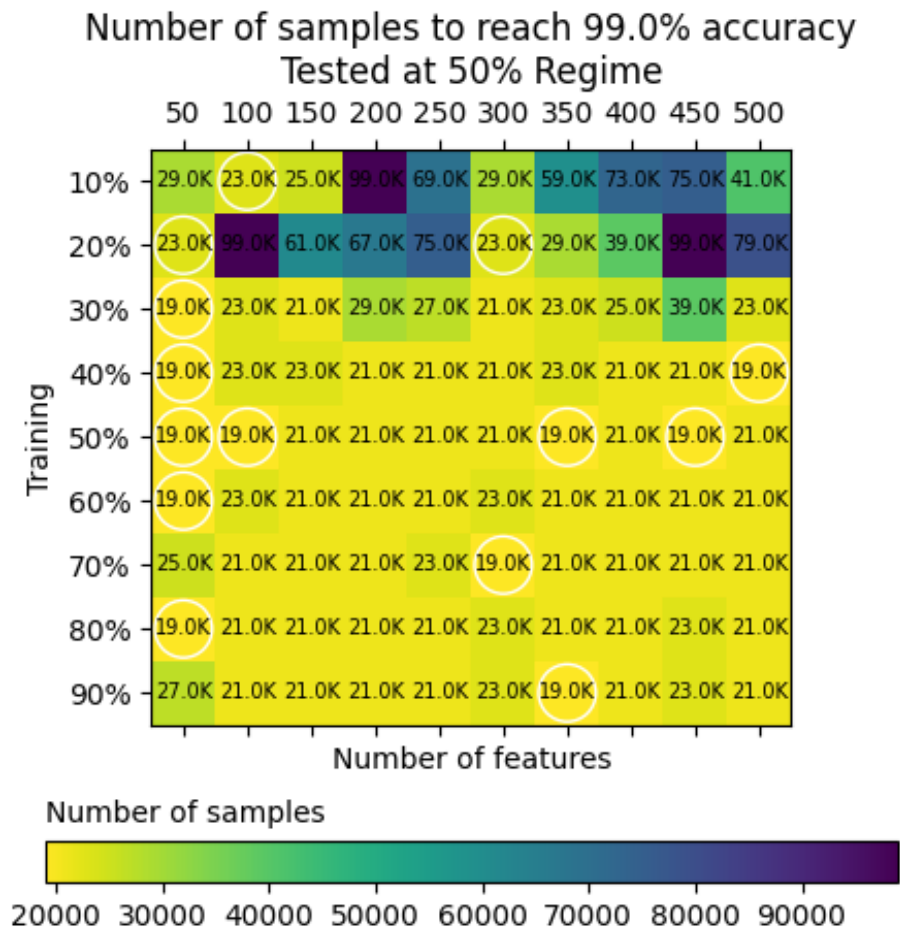 Number of samples to reach 99.0% accuracy
Tested at 50% Regime
50 100 150 200 250 300 350 400 450 500
10% 29.0K 23.0K 25.0K 99.0K 69.0K 29.0K 59.0K 73.0K 75.0K 41.0K
20% 23.0K 99.0K 61.0K 67.0K 75.0K 23.0K 29.0K 39.0K 99.0K 79.0K
30% 19.0K 23.0K 21.0K 29.0K 27.0K 21.0K 23.0K 25.0K 39.0K 23.0K
40% 19.0K 23.0K 23.0K 21.0K 21.0K 21.0K 23.0K 21.0K 21.0K 19.0K
Training
50% 19.0K 19.0K 21.0K 21.0K 21.0K 21.0K 19.0K 21.0K 19.0K 21.0K
60% 19.0K 23.0K 21.0K 21.0K 21.0K 23.0K 21.0K 21.0K 21.0K 21.0K
70% 25.0K 21.0K 21.0K 21.0K 23.0K 19.0K 21.0K 21.0K 21.0K 21.0K
80% 19.0K 21.0K 21.0K 21.0K 21.0K 23.0K 21.0K 21.0K 23.0K 21.0K
90% 27.0K 21.0K 21.0K 21.0K 21.0K 23.0K 19.0K 21.0K 23.0K 21.0K
Number of features
Number of samples
20000 30000 40000 50000 60000 70000 80000 90000